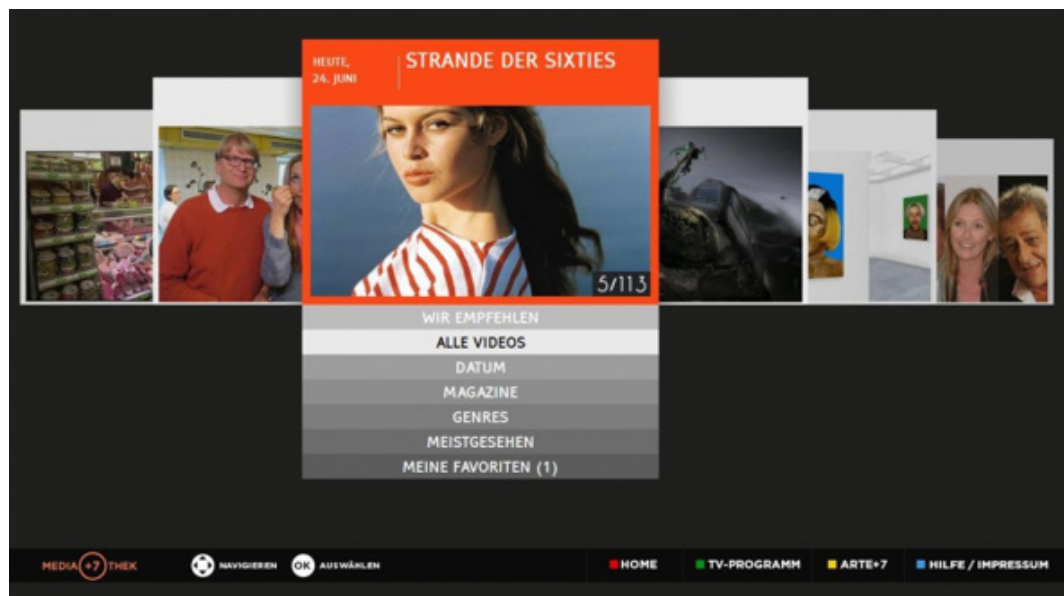 HEUTE,
24. JUNI
STRANDE DER SIXTIES
5/113
WIR EMPFEHLEN
ALLE VIDEOS
DATUM
MAGAZINE
GENRES
MEISTGESEHEN
MEINE FAVORITEN (1)
MEDIA +7 THEK
NAVIGIEREN
OK AUSWÄHLEN
HOME
TV-PROGRAMM
ARTE+7
HILFE / IMPRESSUM